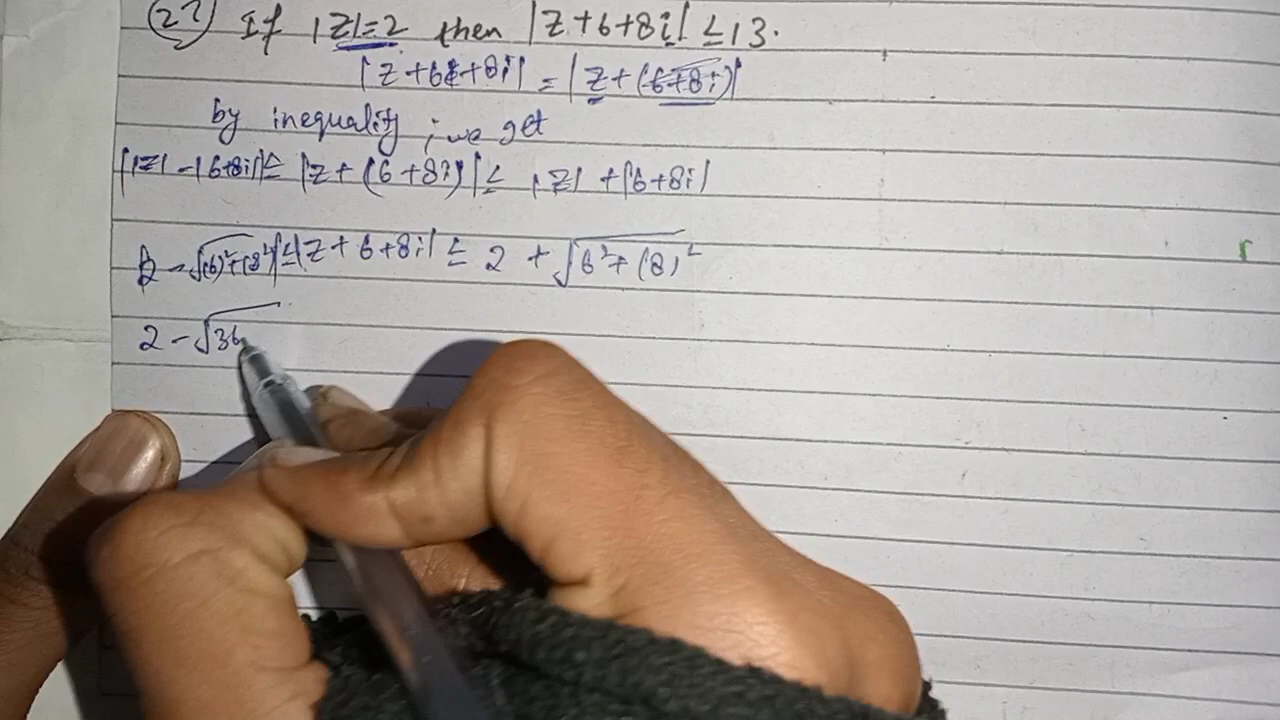 (27) If |Z|=2 then |Z+6+8i| ≤ 13.
|Z+6+8i| = |z+(6+8i)|
by inequality, we get
||Z|-|6+8i|| ≤ |z+(6+8i)| ≤ |Z|+|6+8i|
|2-√(6)²+(8)²| ≤ |Z+6+8i| ≤ 2+√6²+(8)²
2-√36